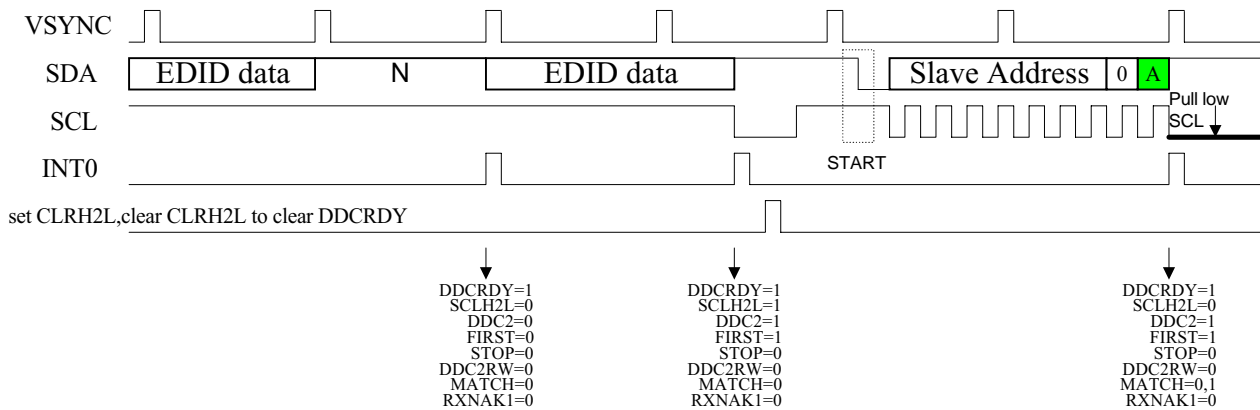 VSYNC
SDA EDID data N EDID data Slave Address 0 A
SCL Pull low
SCL
START
INT0
set CLRH2L,clear CLRH2L to clear DDCRDY
DDCRDY=1 DDCRDY=1 DDCRDY=1
SCLH2L=0 SCLH2L=1 SCLH2L=0
DDC2=0 DDC2=1 DDC2=1
FIRST=0 FIRST=1 FIRST=0
STOP=0 STOP=0 STOP=0
DDC2RW=0 DDC2RW=0 DDC2RW=0
MATCH=0 MATCH=0 MATCH=0,1
RXNAK1=0 RXNAK1=0 RXNAK1=0